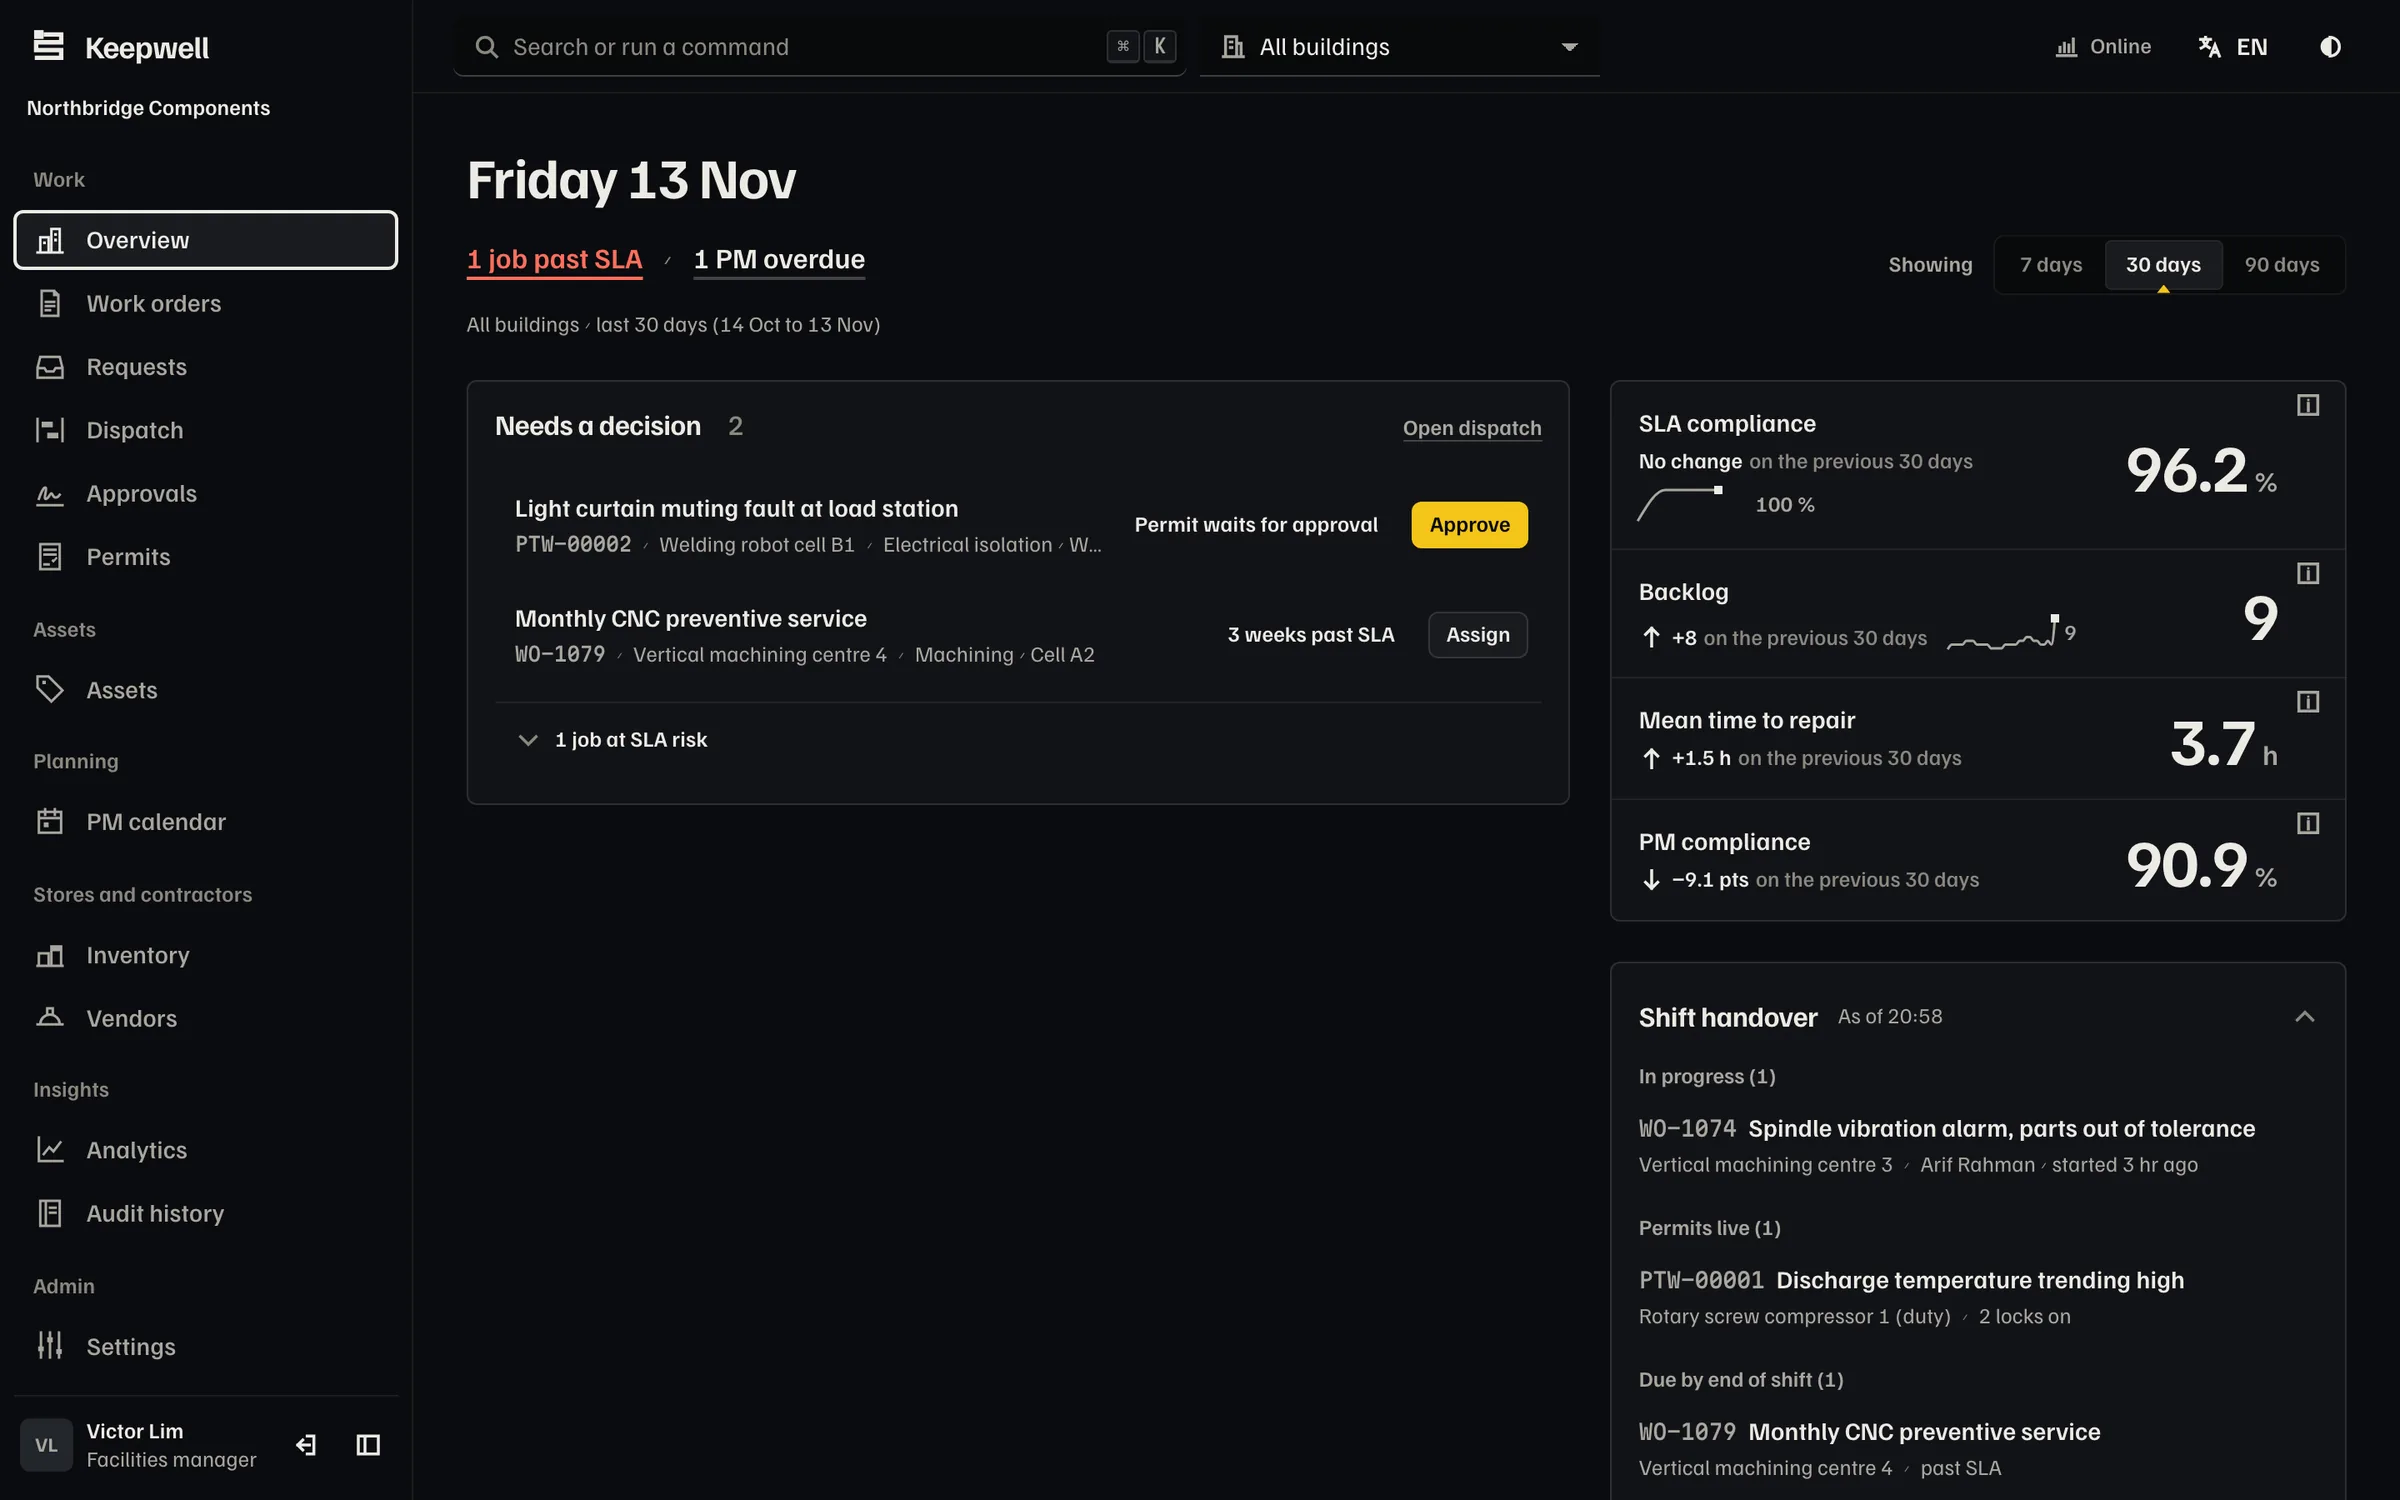 Keepwell
Northbridge Components
Work
Overview
Work orders
Requests
Dispatch
Approvals
Permits
Assets
Assets
Planning
PM calendar
Stores and contractors
Inventory
Vendors
Insights
Analytics
Audit history
Admin
Settings
VL
Victor Lim
Facilities manager
Search or run a command
⌘ K
All buildings
Online
EN
Friday 13 Nov
1 job past SLA / 1 PM overdue
Showing
7 days
30 days
90 days
All buildings / last 30 days (14 Oct to 13 Nov)
Needs a decision 2
Open dispatch
Light curtain muting fault at load station
PTW-00002 / Welding robot cell B1 / Electrical isolation / W...
Permit waits for approval
Approve
Monthly CNC preventive service
WO-1079 / Vertical machining centre 4 / Machining / Cell A2
3 weeks past SLA
Assign
1 job at SLA risk
SLA compliance
No change on the previous 30 days
100 %
96.2 %
Backlog
+8 on the previous 30 days
9
9
Mean time to repair
+1.5 h on the previous 30 days
3.7 h
PM compliance
−9.1 pts on the previous 30 days
90.9 %
Shift handover As of 20:58
In progress (1)
WO-1074 Spindle vibration alarm, parts out of tolerance
Vertical machining centre 3 / Arif Rahman / started 3 hr ago
Permits live (1)
PTW-00001 Discharge temperature trending high
Rotary screw compressor 1 (duty) / 2 locks on
Due by end of shift (1)
WO-1079 Monthly CNC preventive service
Vertical machining centre 4 / past SLA